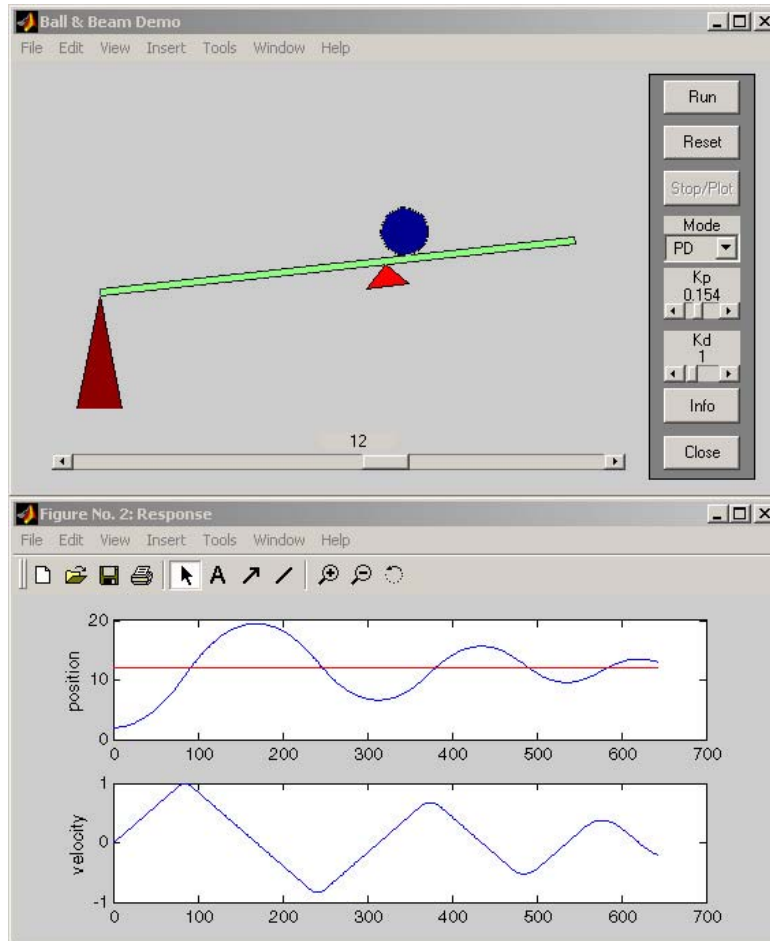 Ball & Beam Demo
File Edit View Insert Tools Window Help
Run
Reset
Stop/Plot
Mode
PD
Kp
0.154
Kd
1
Info
Close
12
Figure No. 2: Response
File Edit View Insert Tools Window Help
A
20
10
0
position
0 100 200 300 400 500 600 700
1
0
-1
velocity
0 100 200 300 400 500 600 700